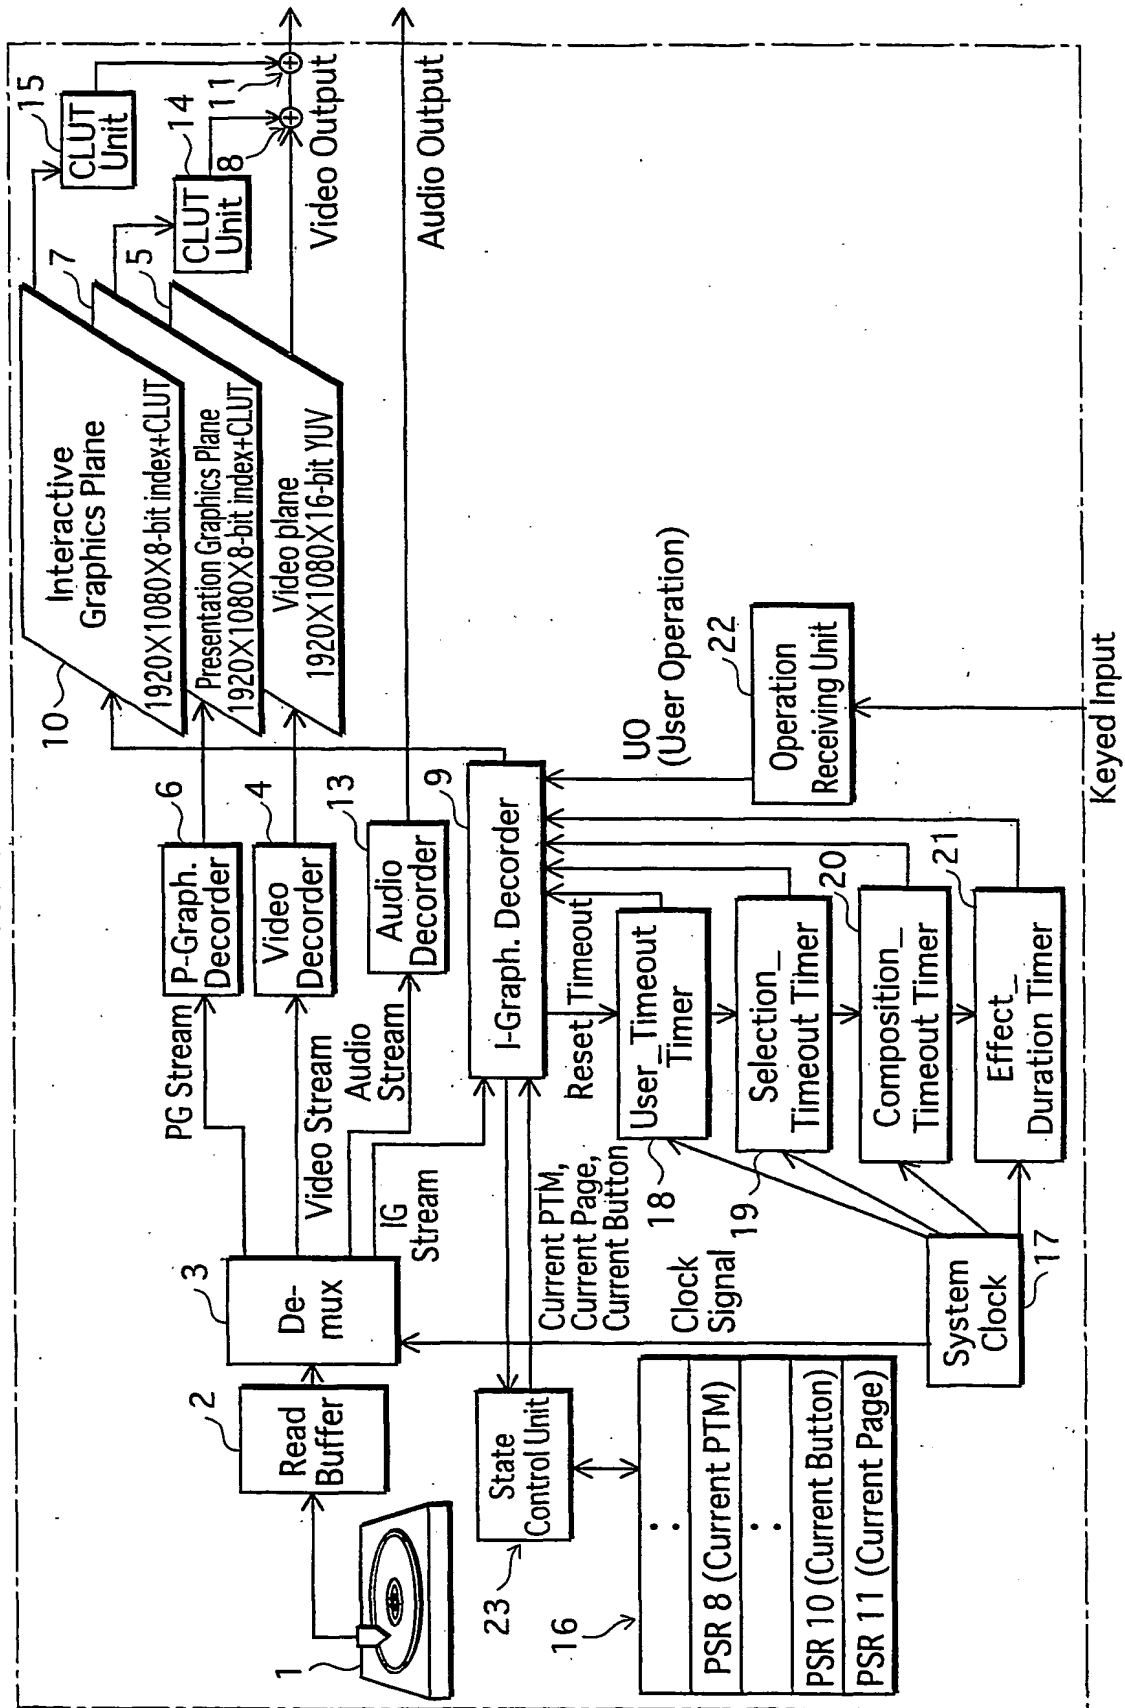 15
CLUT
Unit
14
CLUT
Unit
11
8
Video Output
Audio Output
7
5
Interactive
Graphics Plane
1920X1080X8-bit index+CLUT
Presentation Graphics Plane
1920X1080X8-bit index+CLUT
Video plane
1920X1080X16-bit YUV
10
6
P-Graph.
Decorder
4
Video
Decorder
13
Audio
Decorder
9
I-Graph. Decorder
UO
(User Operation)
22
Operation
Receiving Unit
Keyed Input
PG Stream
Video Stream
Audio
Stream
IG
Stream
Reset Timeout
User_Timeout
Timer
18
Selection_
Timeout Timer
19
Composition_
Timeout Timer
20
Effect_
Duration Timer
21
3
De-
mux
2
Read
Buffer
1
Current PTM,
Current Page,
Current Button
Clock
Signal
System
Clock
17
State
Control Unit
23
16
PSR 8 (Current PTM)
PSR 10 (Current Button)
PSR 11 (Current Page)